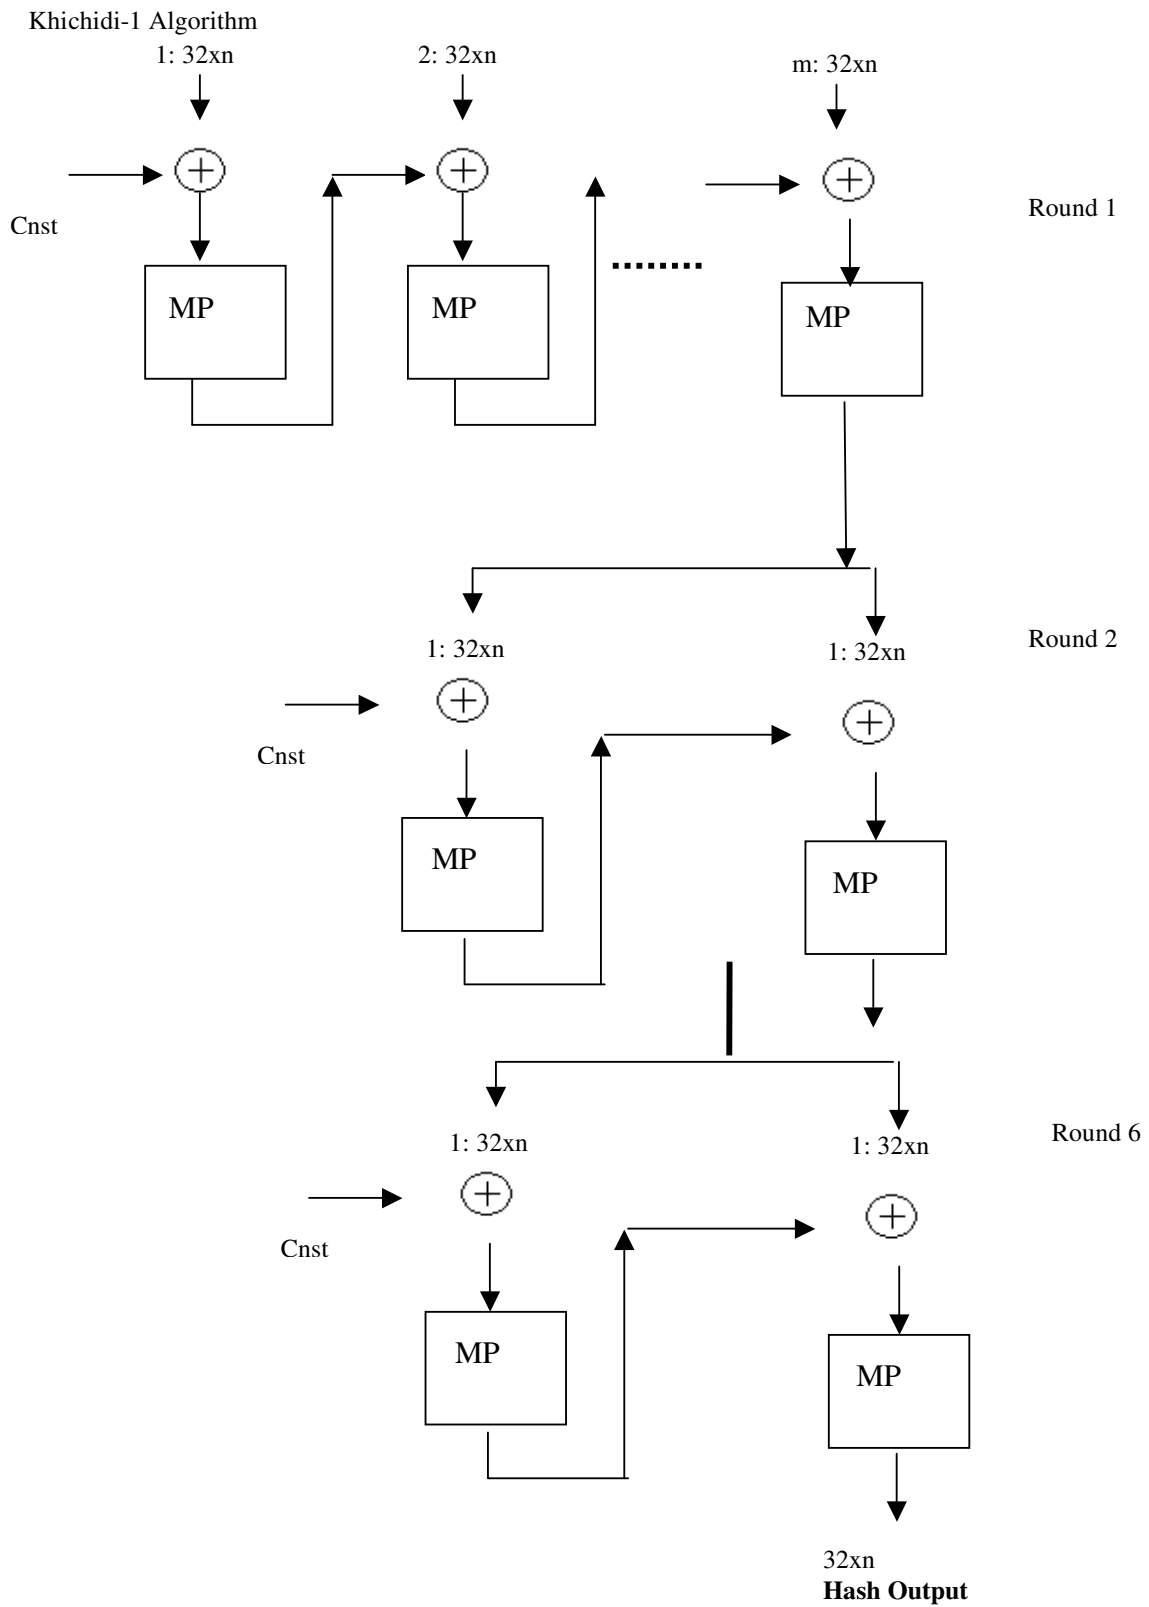 Khichidi-1 Algorithm
1: 32xn
2: 32xn
m: 32xn
Round 1
Cnst
MP
MP
MP
Round 2
1: 32xn
1: 32xn
Cnst
MP
MP
Round 6
1: 32xn
1: 32xn
Cnst
MP
MP
32xn
Hash Output